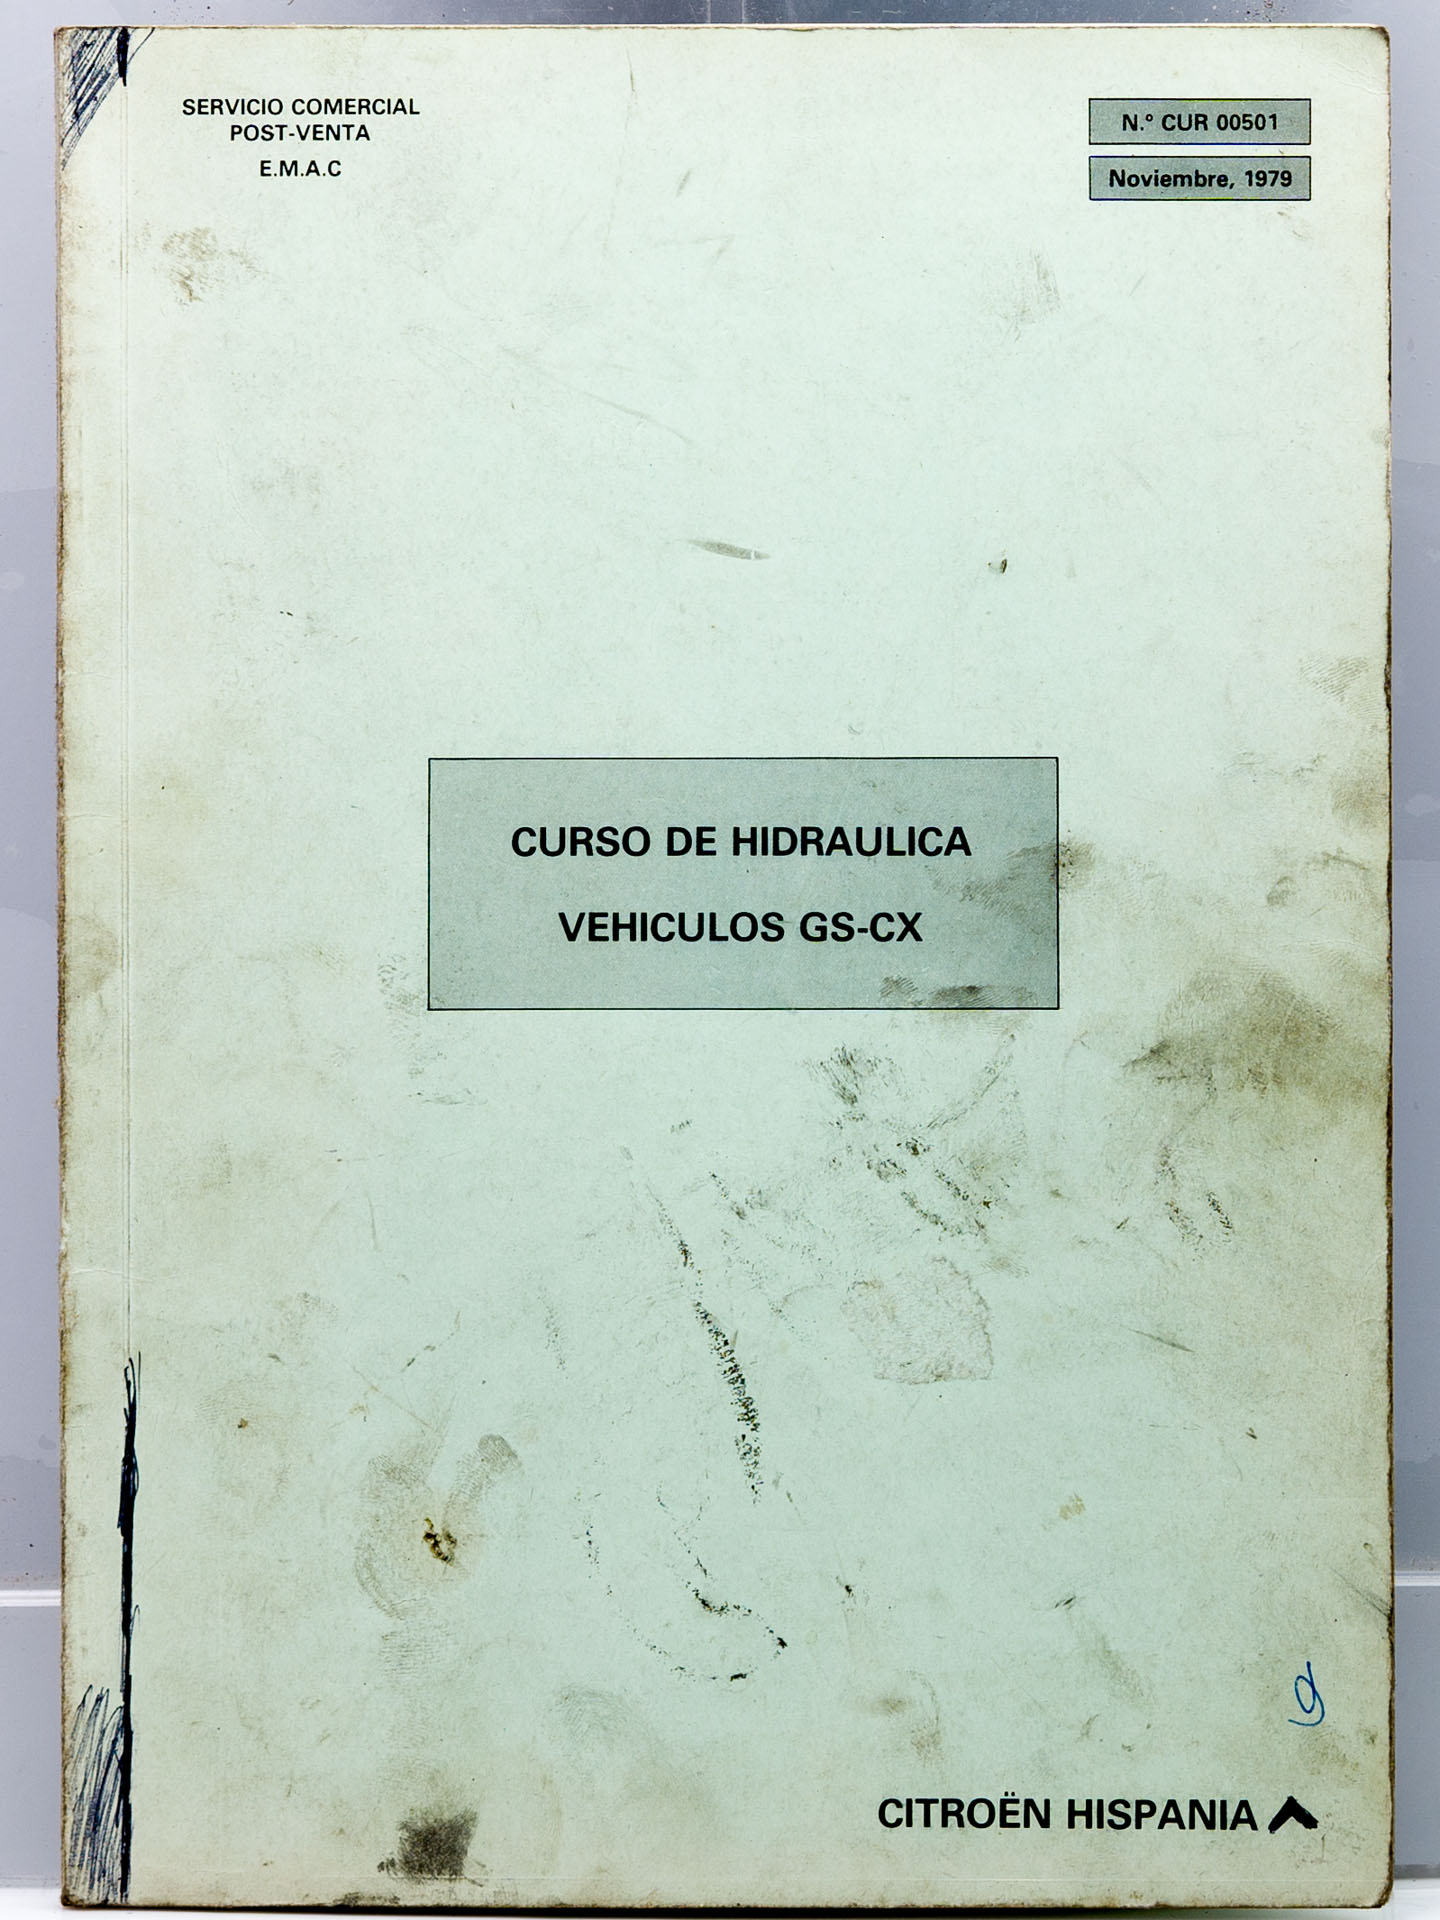 SERVICIO COMERCIAL
POST-VENTA
E.M.A.C
N.º CUR 00501
Noviembre, 1979
CURSO DE HIDRAULICA
VEHICULOS GS-CX
CITROËN HISPANIA